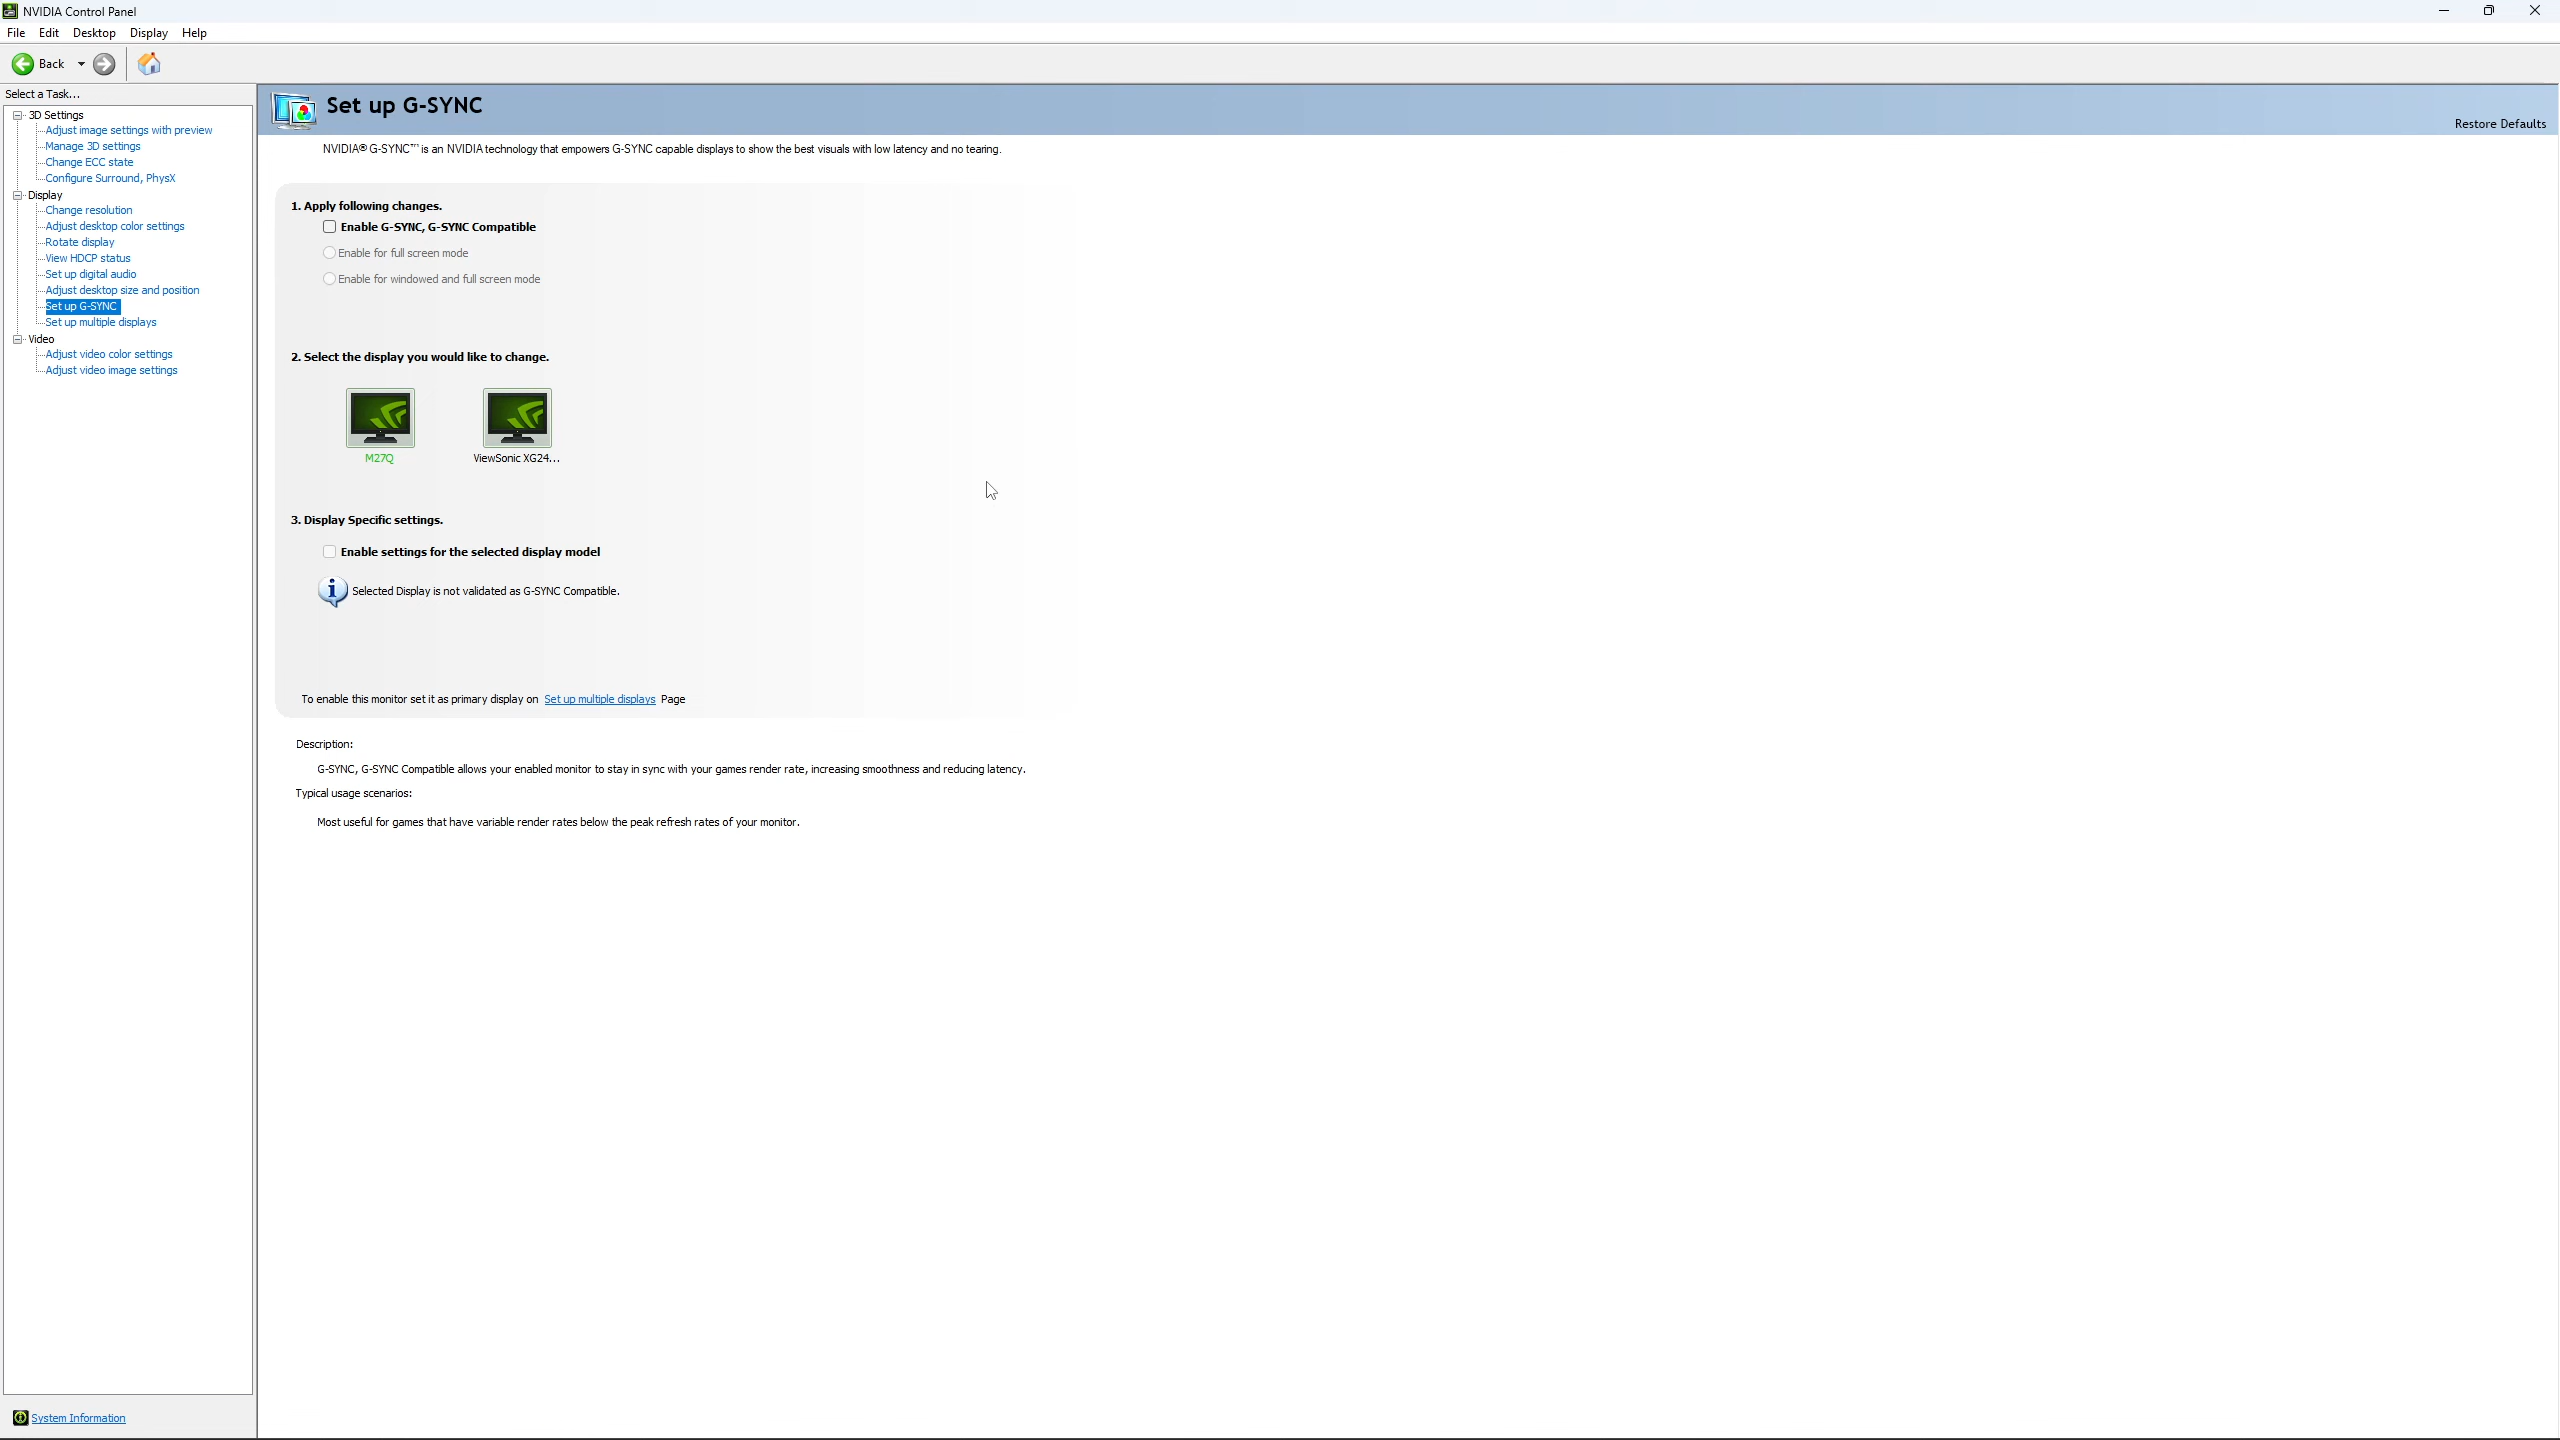 NVIDIA Control Panel
File Edit Desktop Display Help
Back
Select a Task...
3D Settings
Adjust image settings with preview
Manage 3D settings
Change ECC state
Configure Surround, PhysX
Display
Change resolution
Adjust desktop color settings
Rotate display
View HDCP status
Set up digital audio
Adjust desktop size and position
Set up G-SYNC
Set up multiple displays
Video
Adjust video color settings
Adjust video image settings
System Information
Set up G-SYNC
Restore Defaults
NVIDIA® G-SYNC™ is an NVIDIA technology that empowers G-SYNC capable displays to show the best visuals with low latency and no tearing.
1. Apply following changes.
Enable G-SYNC, G-SYNC Compatible
Enable for full screen mode
Enable for windowed and full screen mode
2. Select the display you would like to change.
M27Q ViewSonic XG24...
3. Display Specific settings.
Enable settings for the selected display model
Selected Display is not validated as G-SYNC Compatible.
To enable this monitor set it as primary display on Set up multiple displays Page
Description:
G-SYNC, G-SYNC Compatible allows your enabled monitor to stay in sync with your games render rate, increasing smoothness and reducing latency.
Typical usage scenarios:
Most useful for games that have variable render rates below the peak refresh rates of your monitor.